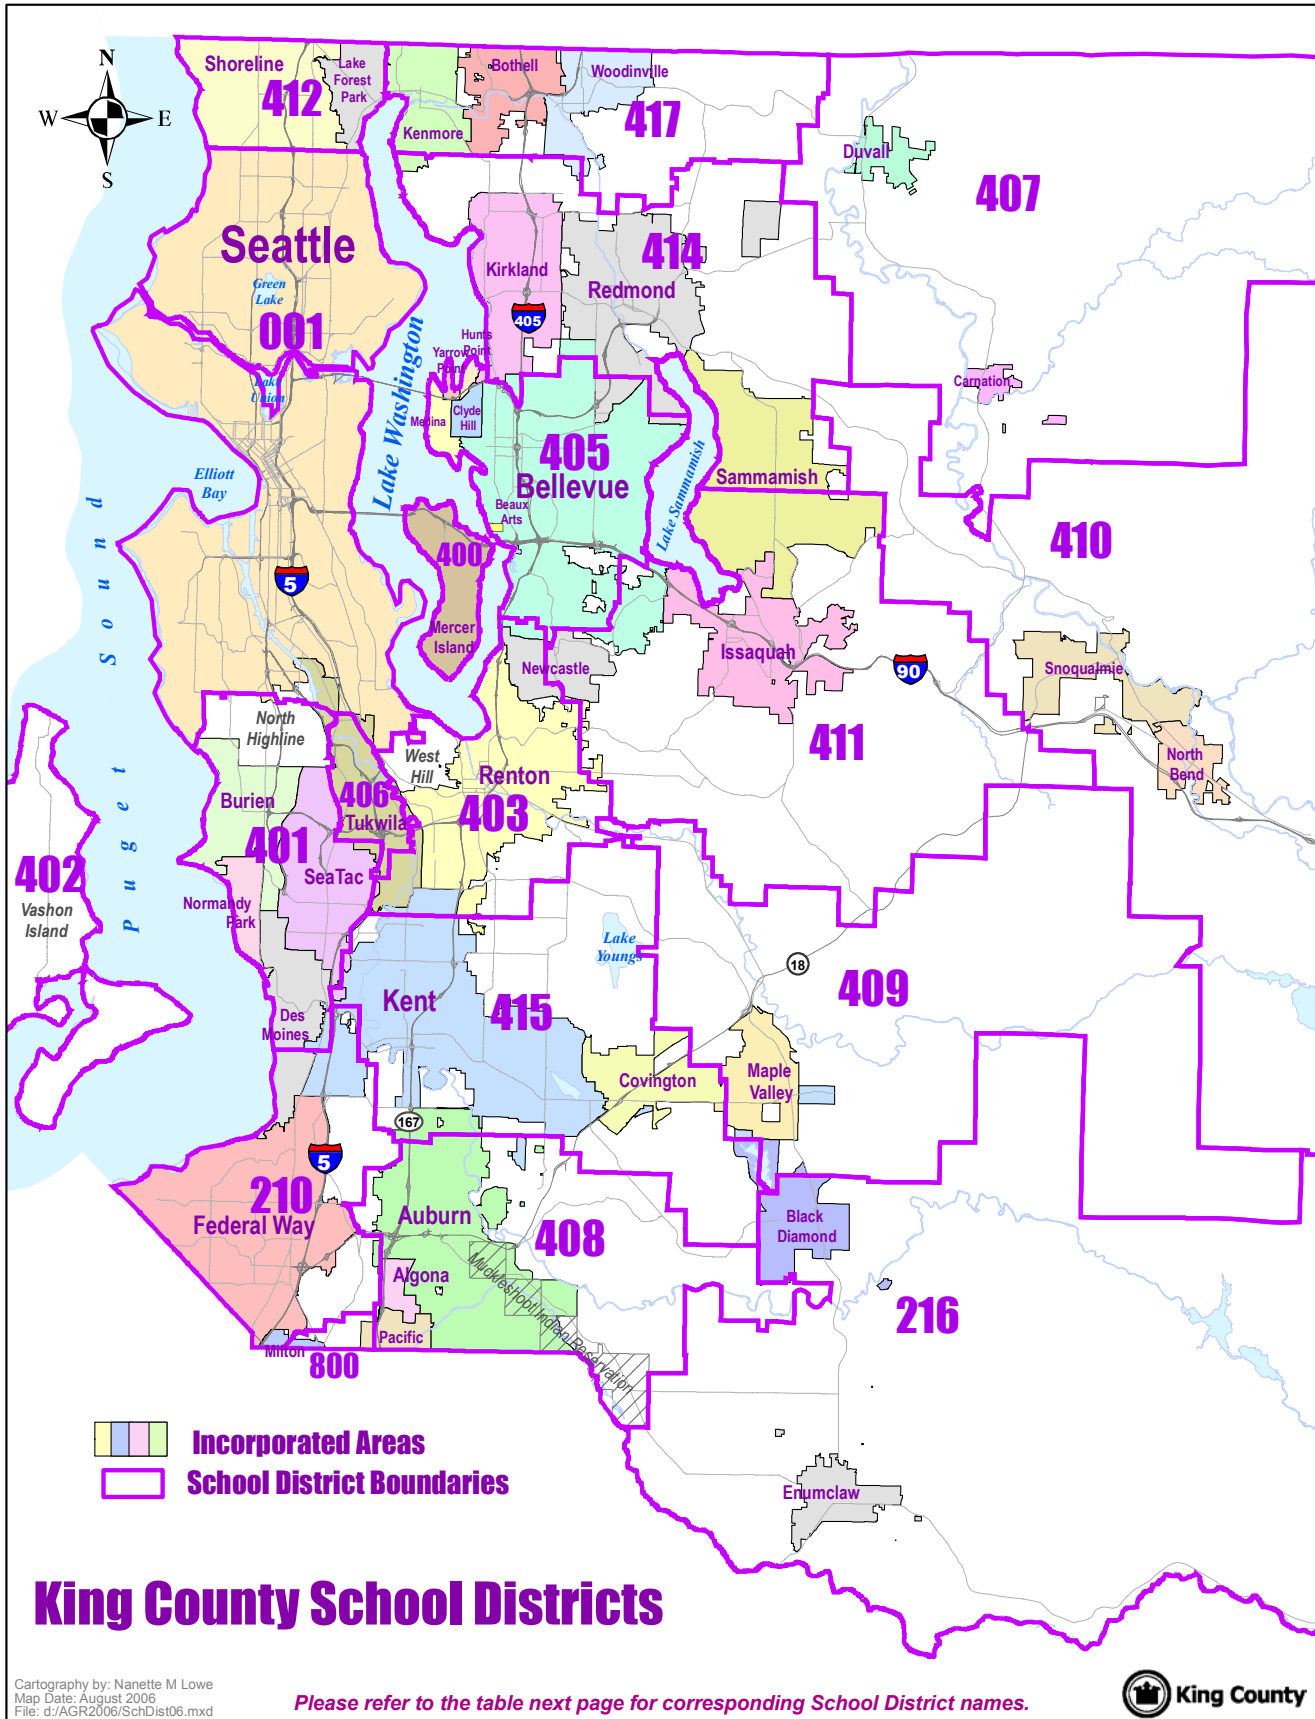 N
W
E
S
Shoreline
412
Lake
Forest
Park
Kenmore
Bothell
Woodinville
417
Duvall
407
Seattle
Green
Lake
001
Lake
Union
Kirkland
405
414
Redmond
Hunts
Point
Yarrow
Point
Medina
Clyde
Hill
Lake Washington
405
Bellevue
Beaux
Arts
Lake Sammamish
Sammamish
Carnation
Elliott
Bay
5
400
Mercer
Island
410
Puget Sound
Newcastle
Issaquah
90
Snoqualmie
North
Bend
411
North
Highline
West
Hill
Renton
403
406
Tukwila
Burien
401
SeaTac
402
Vashon
Island
Normandy
Park
Lake
Youngs
18
409
Des
Moines
Kent
415
Covington
Maple
Valley
167
5
210
Federal Way
Auburn
408
Black
Diamond
Algona
Muckleshoot Indian Reservation
Pacific
Milton
800
216
Enumclaw
Incorporated Areas
School District Boundaries
King County School Districts
Cartography by: Nanette M Lowe
Map Date: August 2006
File: d:/AGR2006/SchDist06.mxd
Please refer to the table next page for corresponding School District names.
King County